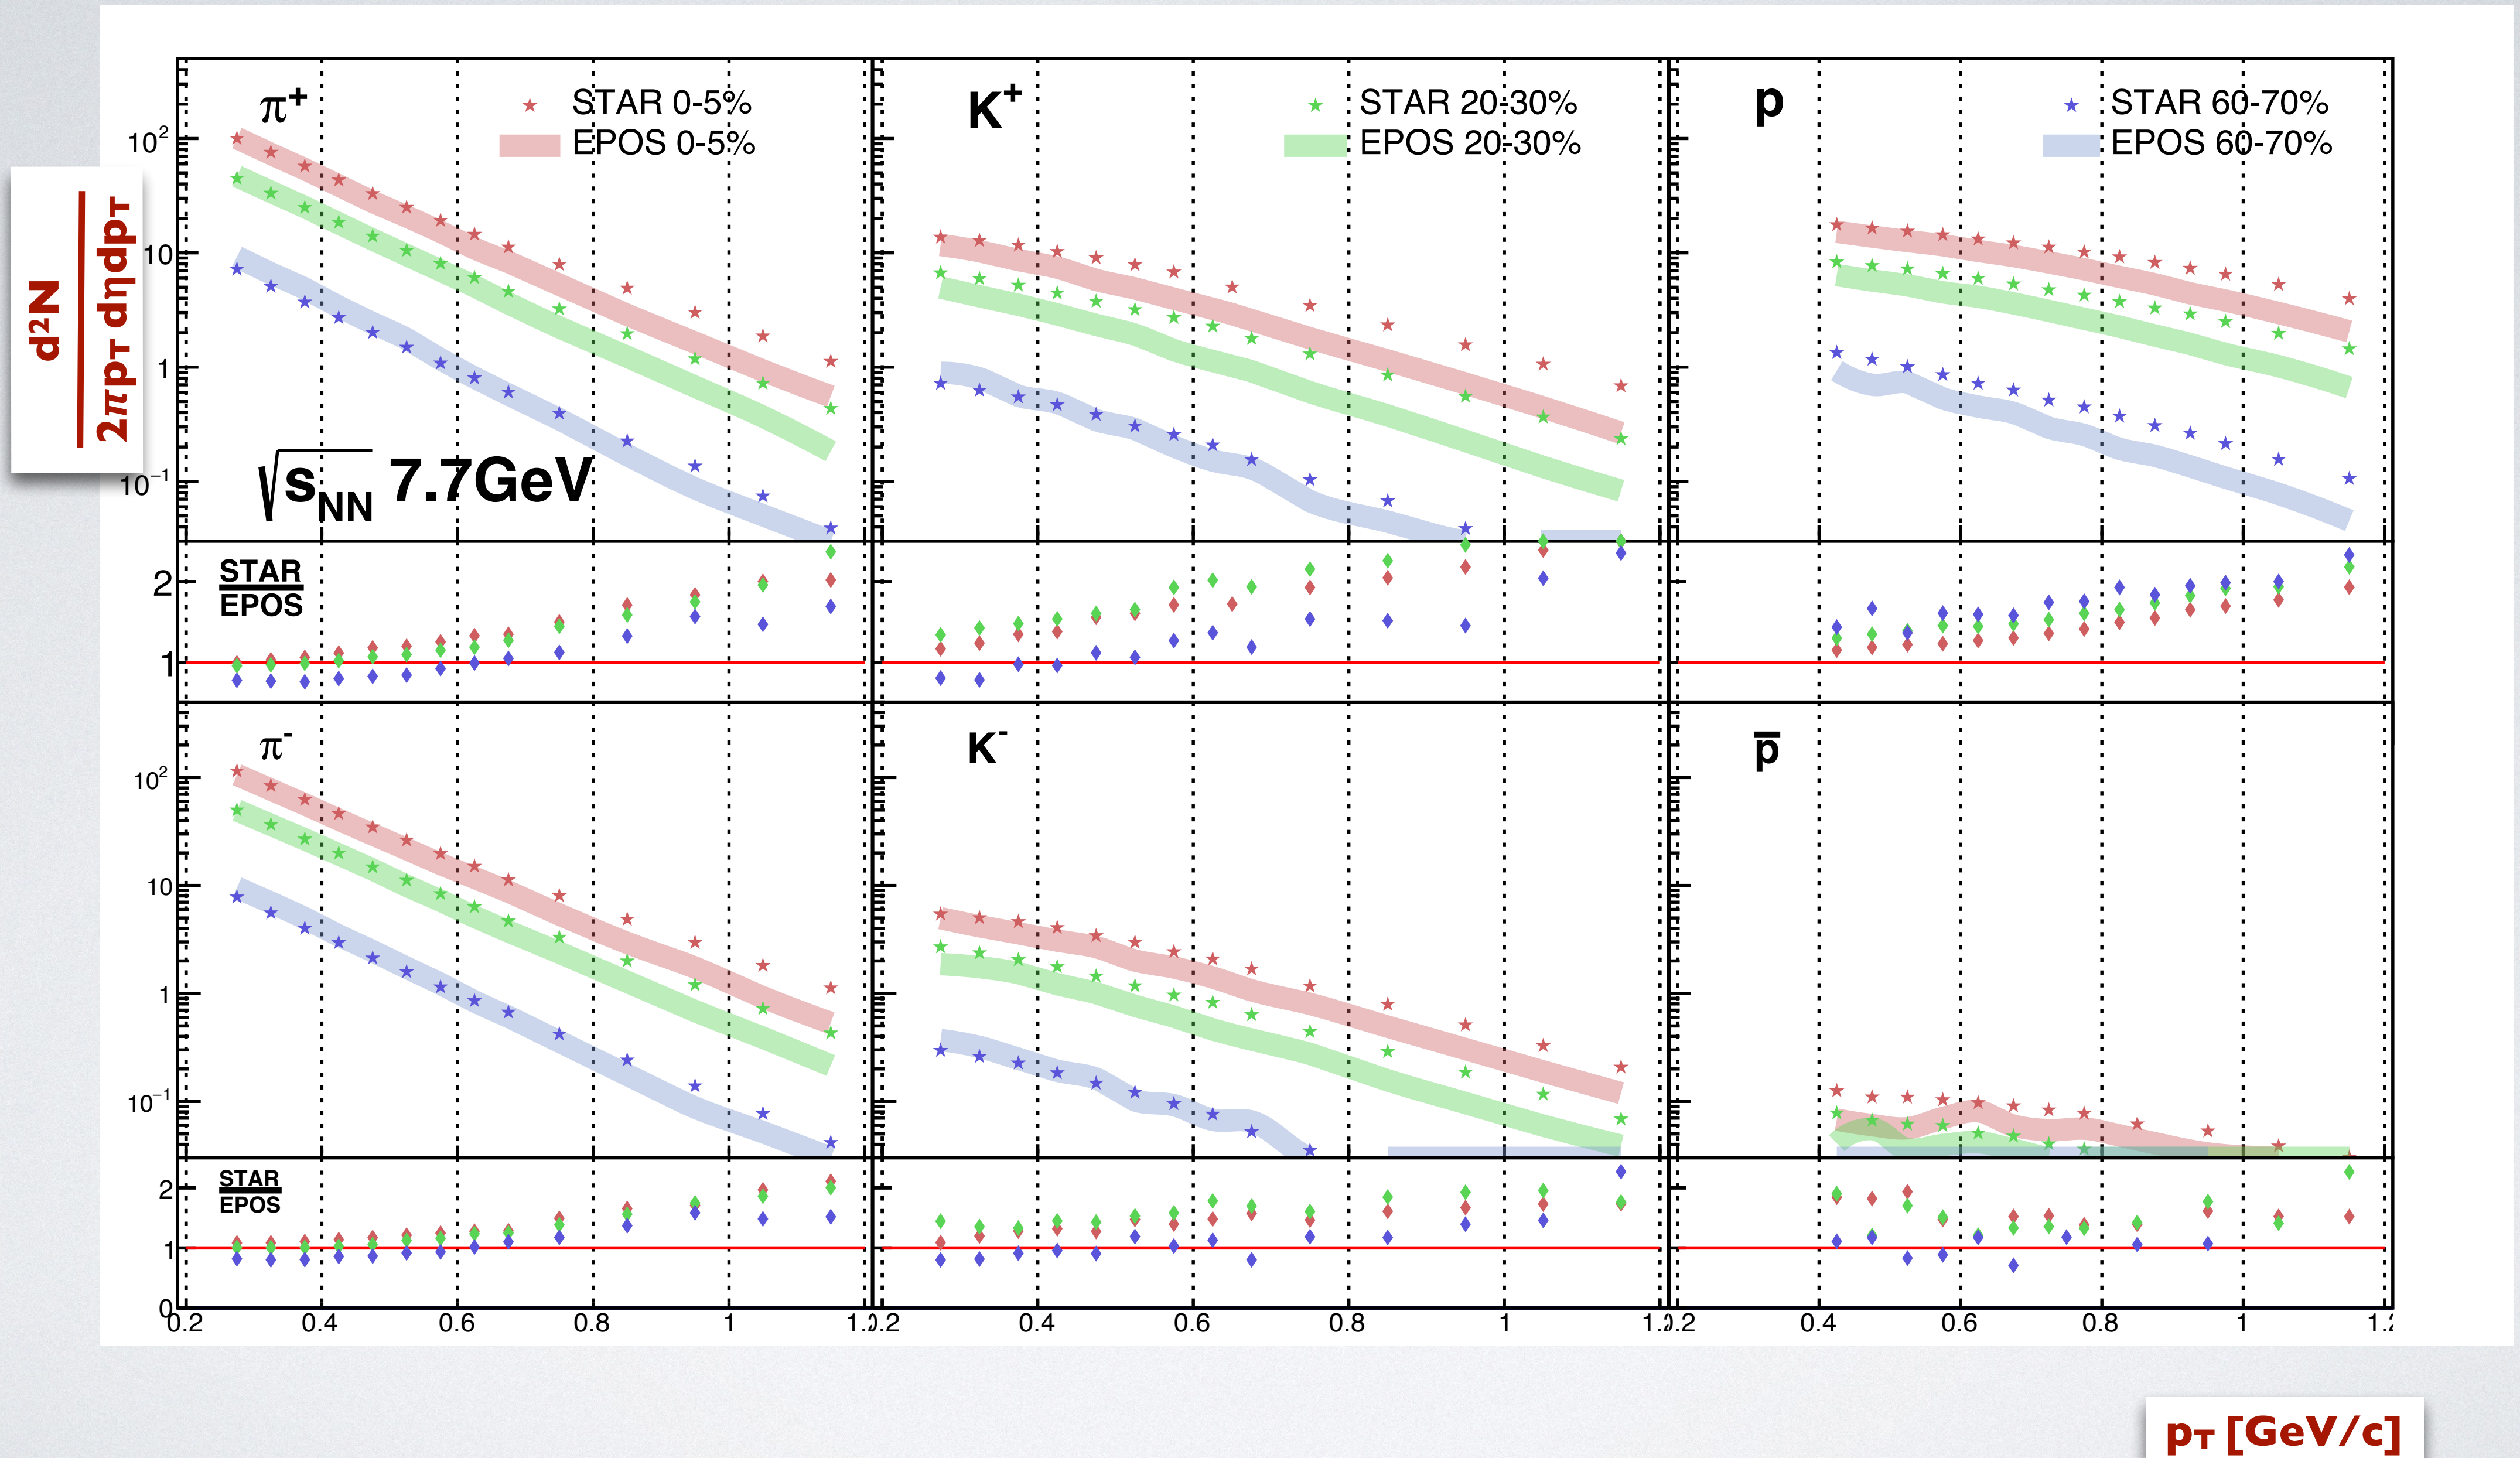 π+
STAR 0-5%
EPOS 0-5%
K+
STAR 20-30%
EPOS 20-30%
p
STAR 60-70%
EPOS 60-70%
10²
10
1
10⁻¹
d²N
2πpT dηdpT
√sNN 7.7GeV
2
1
STAR
EPOS
π-
K-
p̅
10²
10
1
10⁻¹
2
1
0
STAR
EPOS
0.2 0.4 0.6 0.8 1
0.4 0.6 0.8 1
0.4 0.6 0.8 1
pT [GeV/c]